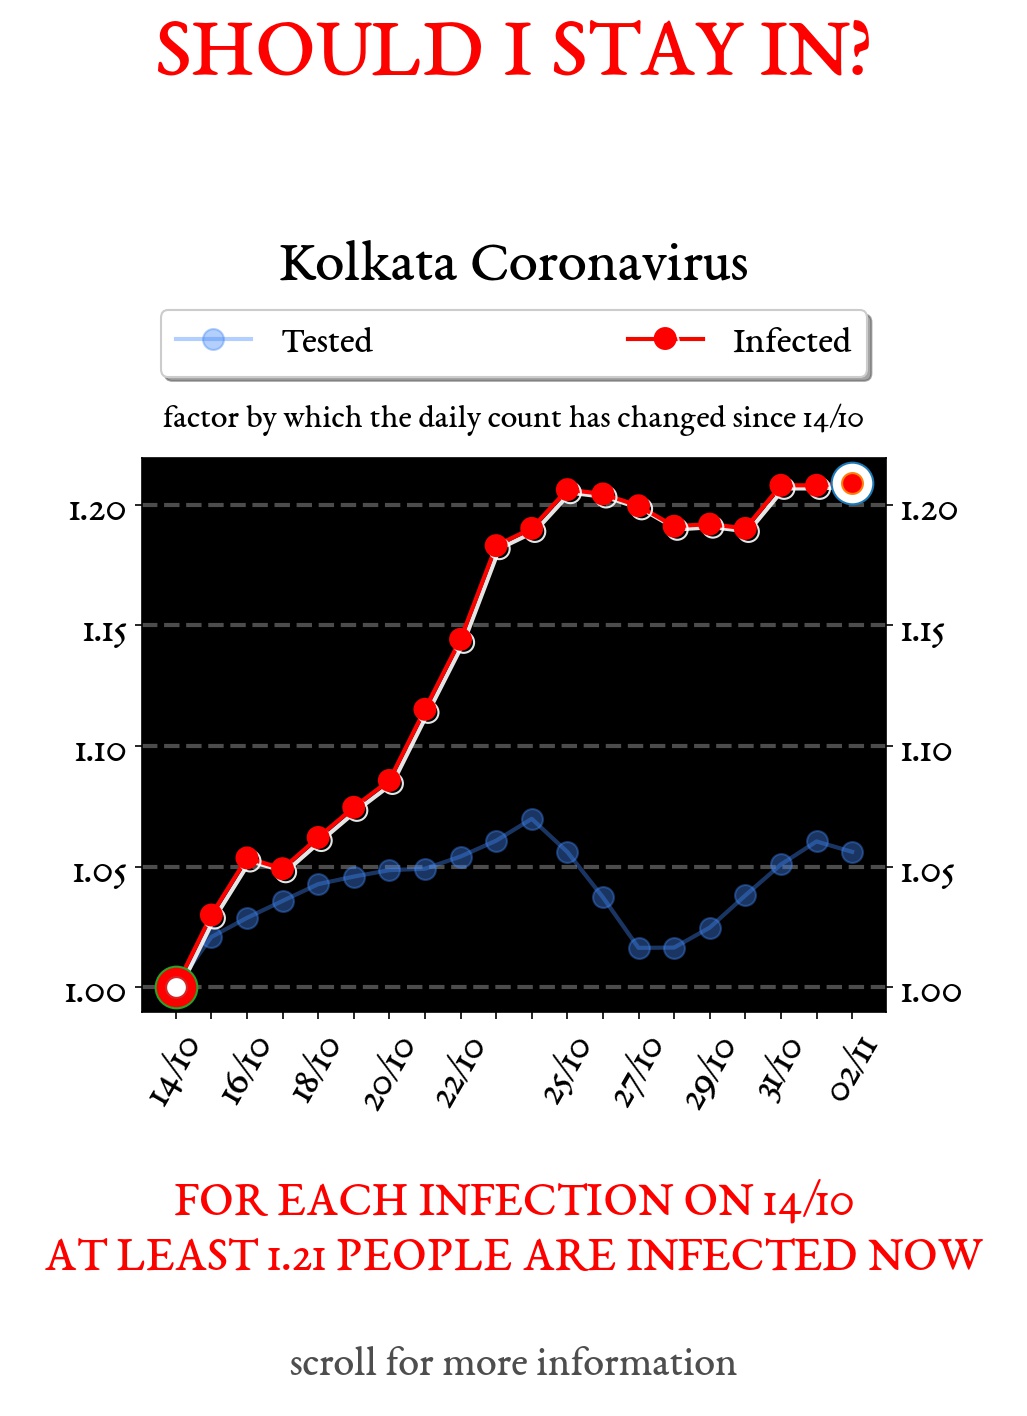 SHOULD I STAY IN?
Kolkata Coronavirus
Tested Infected
factor by which the daily count has changed since 14/10
1.20 1.20
1.15 1.15
1.10 1.10
1.05 1.05
1.00 1.00
14/10 16/10 18/10 20/10 22/10 25/10 27/10 29/10 31/10 02/11
FOR EACH INFECTION ON 14/10
AT LEAST 1.21 PEOPLE ARE INFECTED NOW
scroll for more information